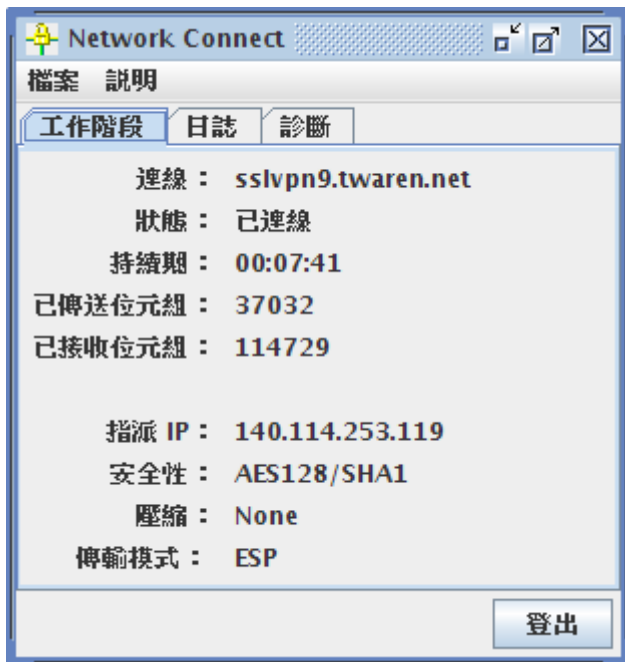 Network Connect
檔案 說明
工作階段 日誌 診斷
連線： sslvpn9.twaren.net
狀態： 已連線
持續期： 00:07:41
已傳送位元組： 37032
已接收位元組： 114729
指派 IP： 140.114.253.119
安全性： AES128/SHA1
壓縮： None
傳輸模式： ESP
登出